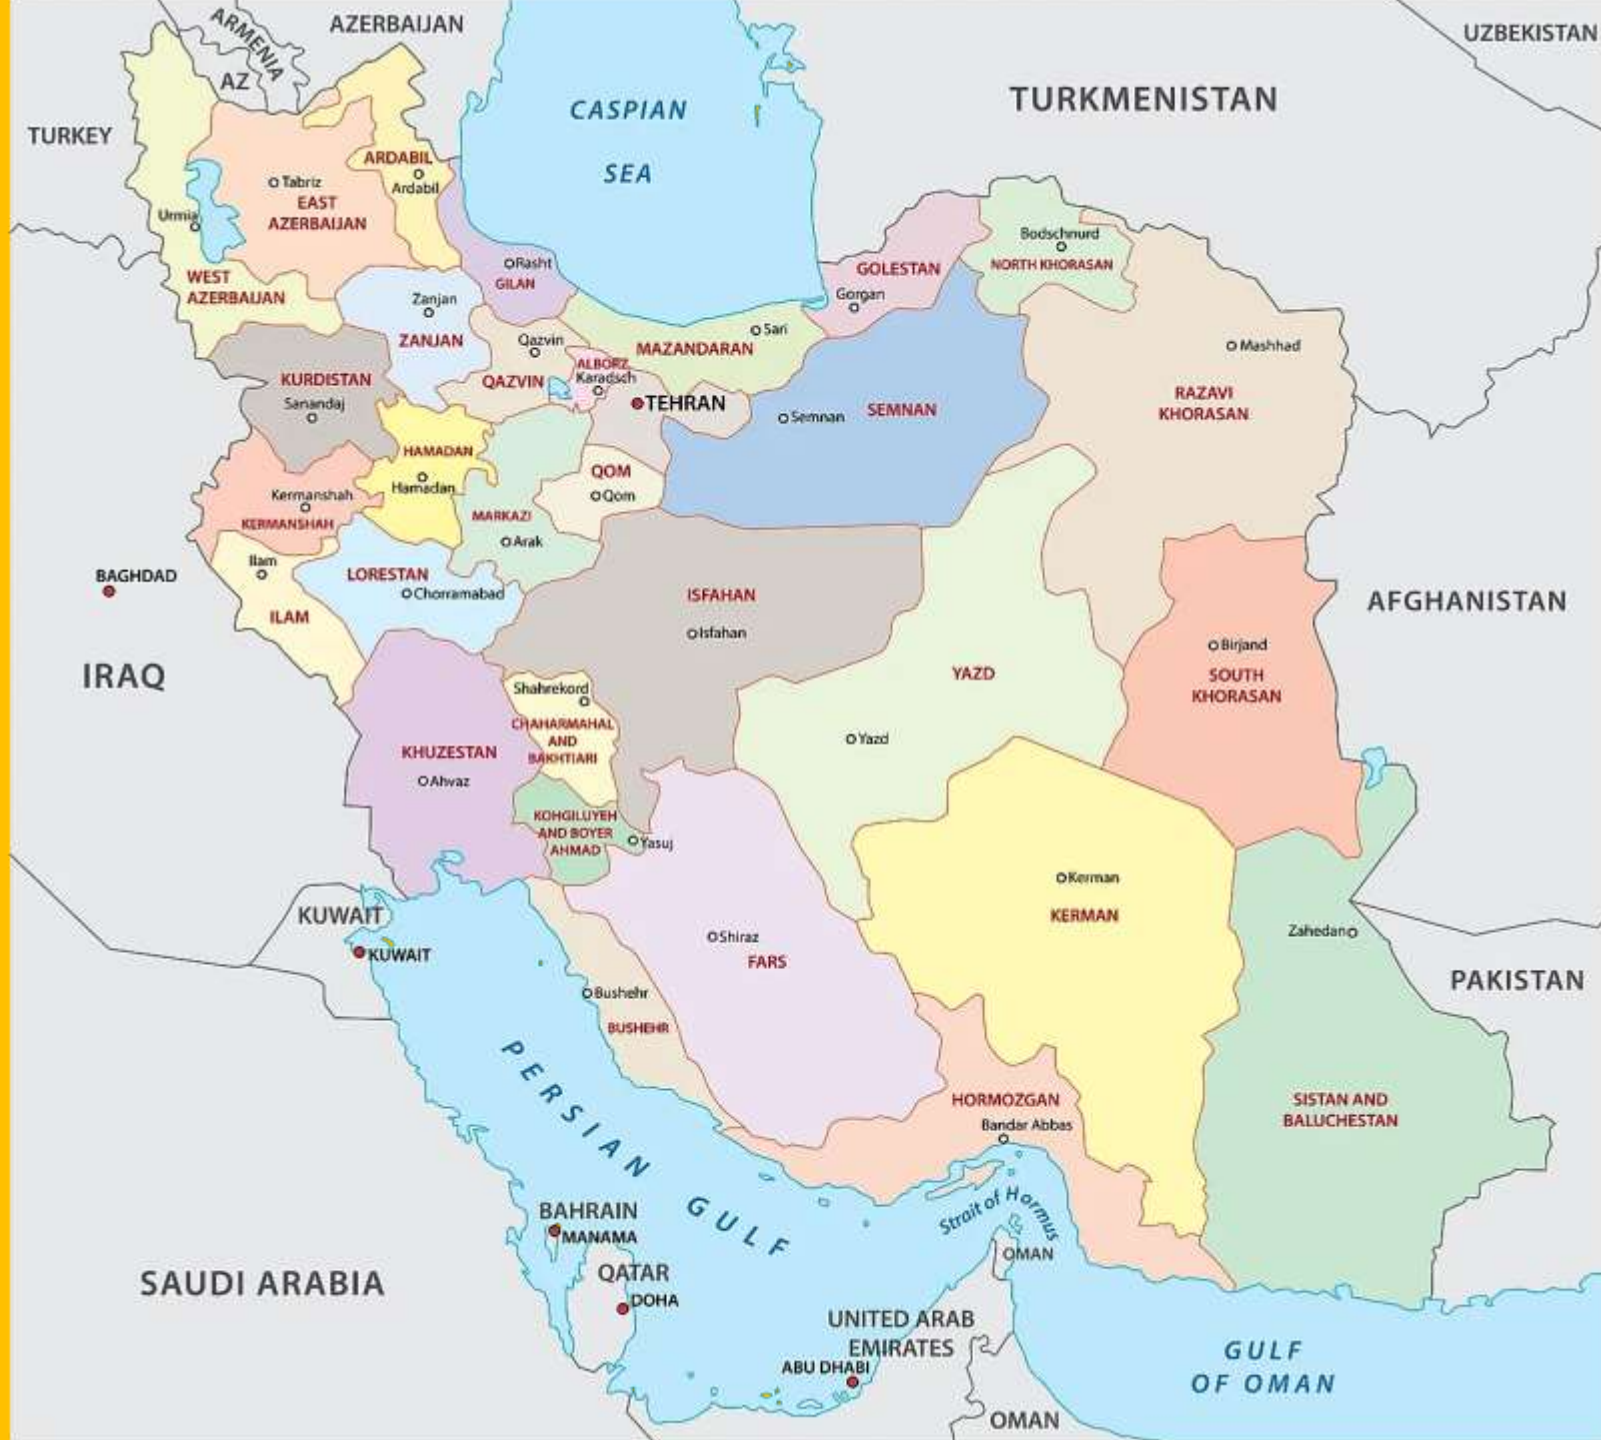 ARMENIA
AZERBAIJAN
UZBEKISTAN
AZ
TURKMENISTAN
CASPIAN
SEA
TURKEY
ARDABIL
Ardabil
Tabriz
EAST
AZERBAIJAN
Urmia
WEST
AZERBAIJAN
Rasht
GILAN
Bodschnurd
NORTH KHORASAN
GOLESTAN
Gorgan
Zanjan
ZANJAN
Qazvin
QAZVIN
Sari
MAZANDARAN
ALBORZ
Karadsch
TEHRAN
Mashhad
RAZAVI
KHORASAN
KURDISTAN
Sanandaj
Semnan
SEMNAN
HAMADAN
Hamadan
QOM
Qom
Kermanshah
KERMANSHAH
MARKAZI
Arak
Ilam
ILAM
LORESTAN
Chorramabad
BAGHDAD
IRAQ
ISFAHAN
Isfahan
AFGHANISTAN
Birjand
SOUTH
KHORASAN
YAZD
Yazd
Shahrekord
CHAHARMAHAL
AND
BAKHTIARI
KHUZESTAN
Ahvaz
KOHGILUYEH
AND BOYER
AHMAD
Yasuj
Kerman
KERMAN
KUWAIT
KUWAIT
Shiraz
FARS
Zahedan
PAKISTAN
Bushehr
BUSHEHR
PERSIAN GULF
HORMOZGAN
Bandar Abbas
SISTAN AND
BALUCHESTAN
Strait of Hormus
BAHRAIN
MANAMA
OMAN
QATAR
DOHA
SAUDI ARABIA
UNITED ARAB
EMIRATES
ABU DHABI
GULF
OF OMAN
OMAN